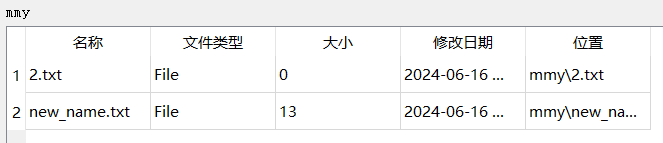 mmy
名称 文件类型 大小 修改日期 位置
1 2.txt File 0 2024-06-16 ... mmy\2.txt
2 new_name.txt File 13 2024-06-16 ... mmy\new_na...